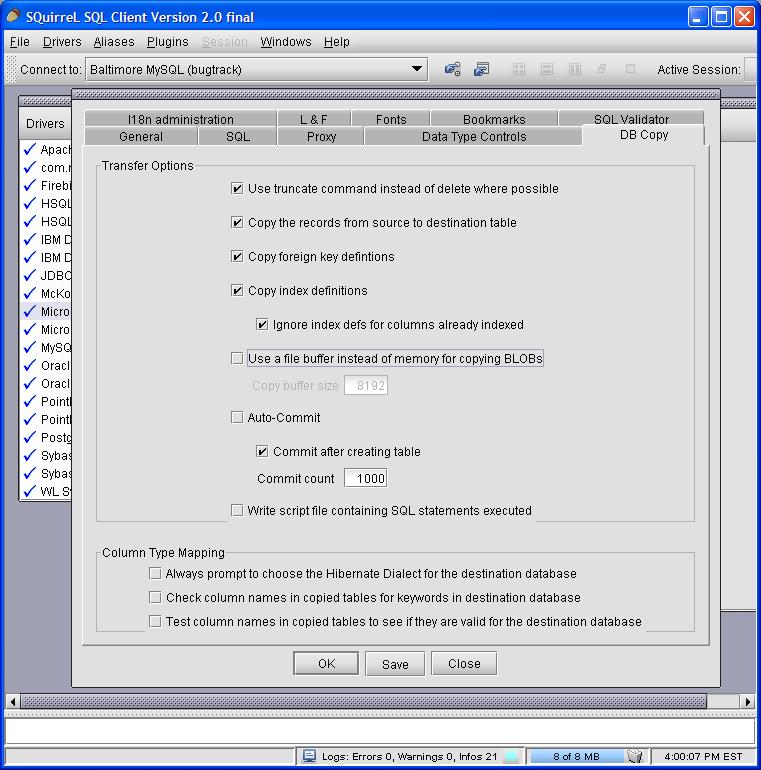 SQuirreL SQL Client Version 2.0 final
File Drivers Aliases Plugins Session Windows Help
Connect to: Baltimore MySQL (bugtrack) Active Session:
I18n administration L & F Fonts Bookmarks SQL Validator
General SQL Proxy Data Type Controls DB Copy
Drivers
Apach
com.n
Firebi
HSQL
HSQL
IBM D
IBM D
JDBC
McKo
Micro
Micro
MySQ
Oracl
Oracl
Point
Point
Postg
Sybas
Sybas
WL S
Transfer Options
Use truncate command instead of delete where possible
Copy the records from source to destination table
Copy foreign key defintions
Copy index definitions
Ignore index defs for columns already indexed
Use a file buffer instead of memory for copying BLOBs
Copy buffer size 8192
Auto-Commit
Commit after creating table
Commit count 1000
Write script file containing SQL statements executed
Column Type Mapping
Always prompt to choose the Hibernate Dialect for the destination database
Check column names in copied tables for keywords in destination database
Test column names in copied tables to see if they are valid for the destination database
OK Save Close
Logs: Errors 0, Warnings 0, Infos 21 8 of 8 MB 4:00:07 PM EST